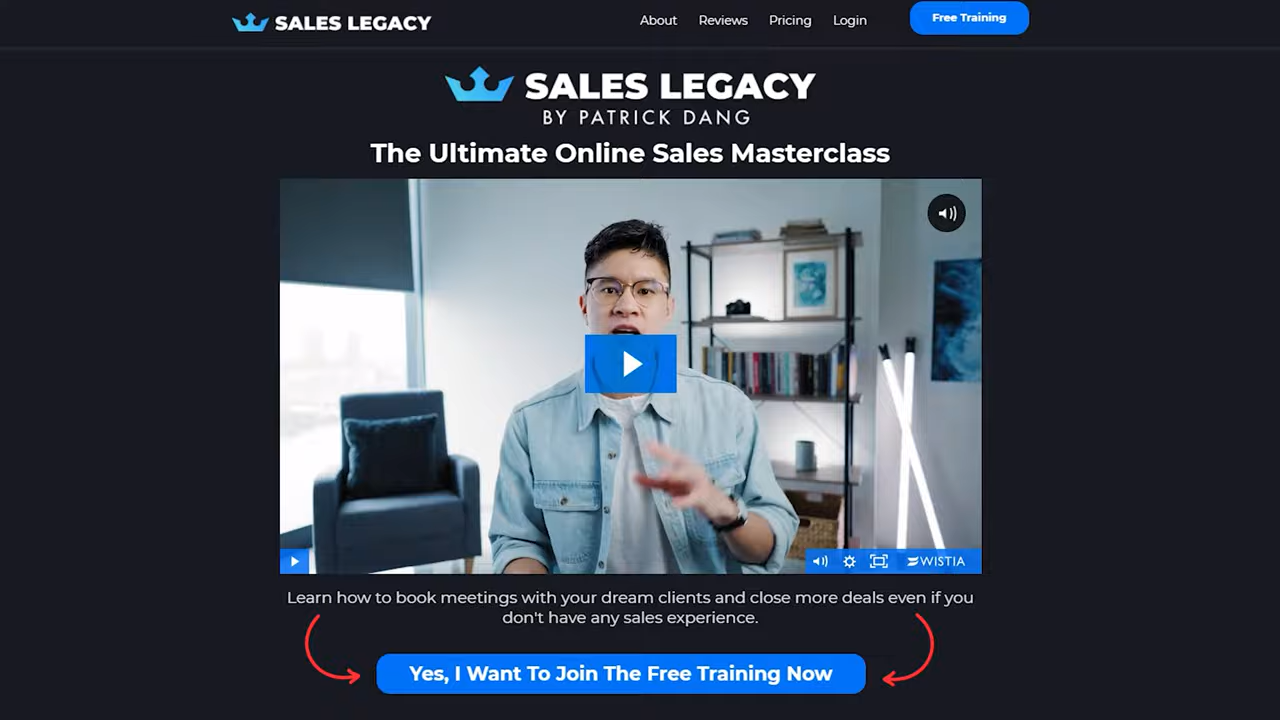 SALES LEGACY
About
Reviews
Pricing
Login
Free Training
SALES LEGACY
BY PATRICK DANG
The Ultimate Online Sales Masterclass
WISTIA
Learn how to book meetings with your dream clients and close more deals even if you
don't have any sales experience.
Yes, I Want To Join The Free Training Now